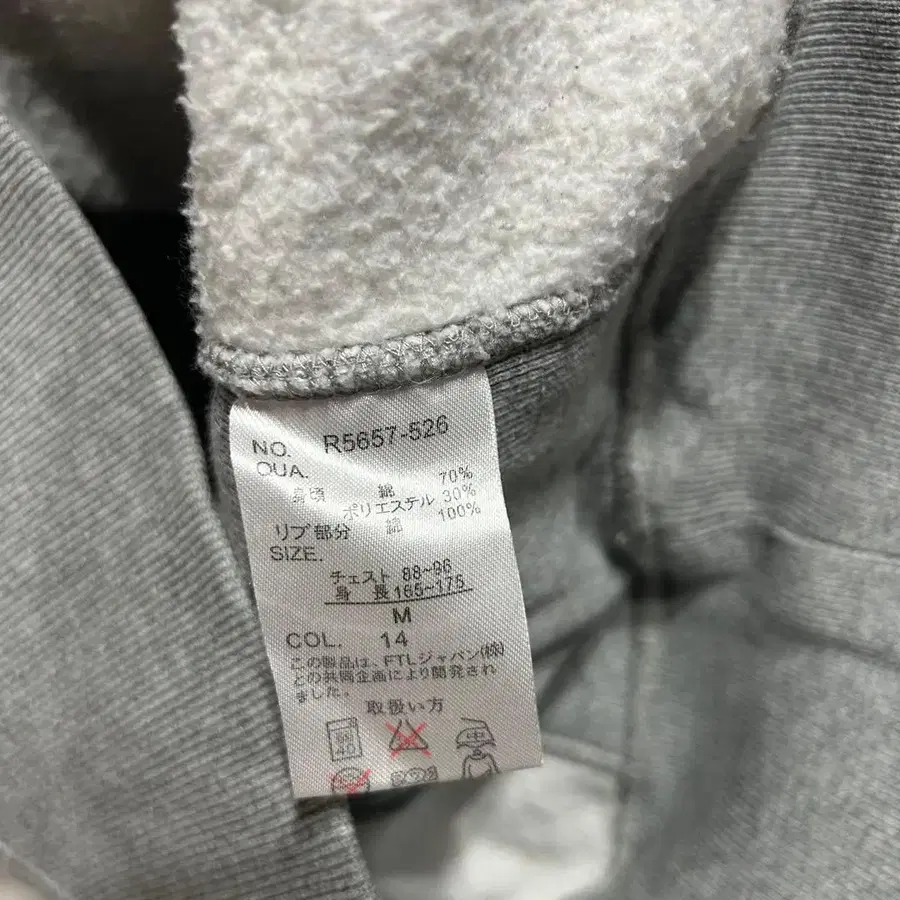 NO. R5657-526
QUA.
身頃 綿 70%
ポリエステル 30%
リブ部分 綿 100%
SIZE.
チェスト 88~96
身長 165~175
M
COL. 14
この製品は、FTLジャパン(株)
との共同企画により開発され
ました。
取扱い方
40
中